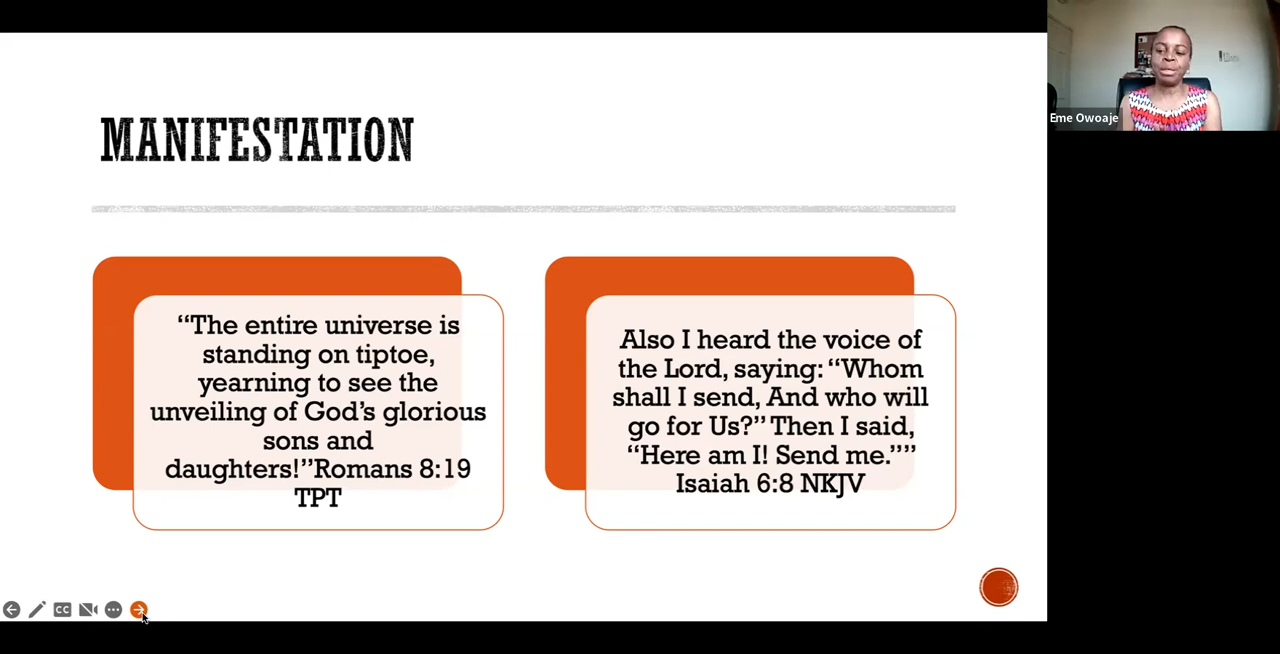 Eme Owoaje
MANIFESTATION
“The entire universe is
standing on tiptoe,
yearning to see the
unveiling of God’s glorious
sons and
daughters!”Romans 8:19
TPT
Also I heard the voice of
the Lord, saying: “Whom
shall I send, And who will
go for Us?” Then I said,
“Here am I! Send me.””
Isaiah 6:8 NKJV
CC